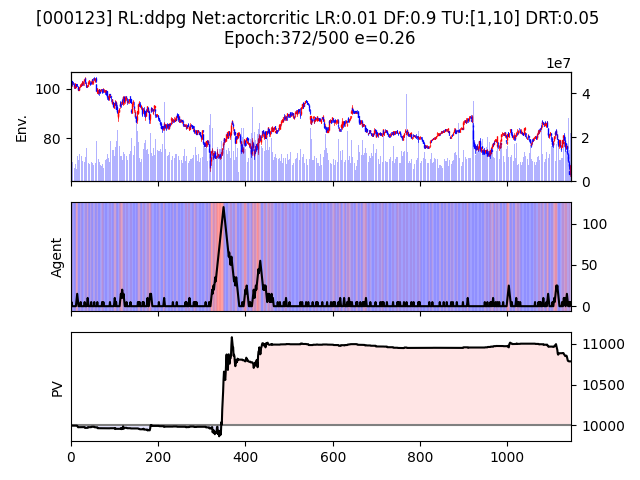 [000123] RL:ddpg Net:actorcritic LR:0.01 DF:0.9 TU:[1,10] DRT:0.05
Epoch:372/500 e=0.26
1e7
100
80
Env.
4
2
0
Agent
100
50
0
PV
11000
10500
10000
0 200 400 600 800 1000